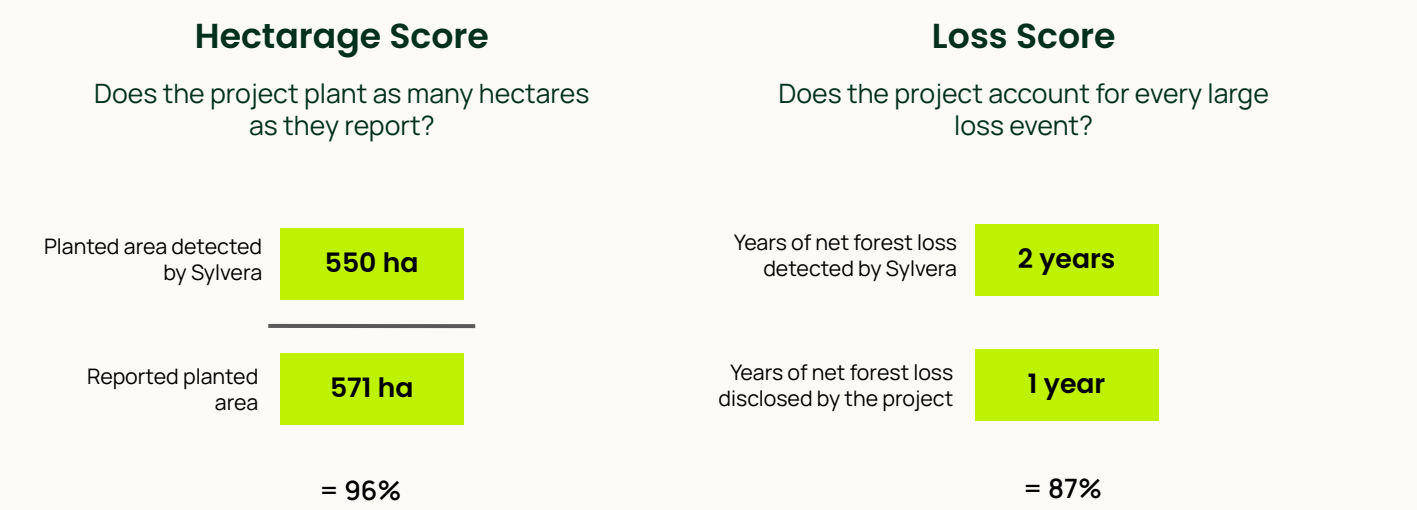 Hectarage Score
Does the project plant as many hectares
as they report?
Planted area detected
by Sylvera
550 ha
Reported planted
area
571 ha
= 96%
Loss Score
Does the project account for every large
loss event?
Years of net forest loss
detected by Sylvera
2 years
Years of net forest loss
disclosed by the project
1 year
= 87%